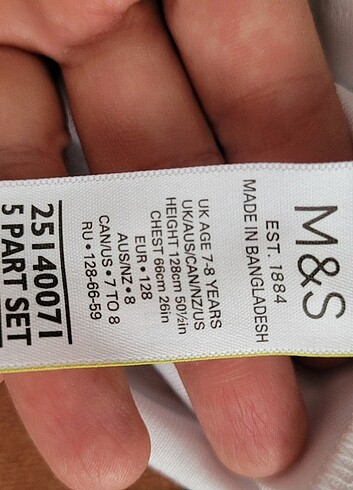 M&S
EST. 1884
MADE IN BANGLADESH
UK AGE 7-8 YEARS
UK/AUS/CAN/NZ/US
HEIGHT 128cm 50½in
CHEST 66cm 26in
EUR • 128
AUS/NZ • 8
CAN/US • 7 TO 8
RU • 128-66-59
25140071
5 PART SET